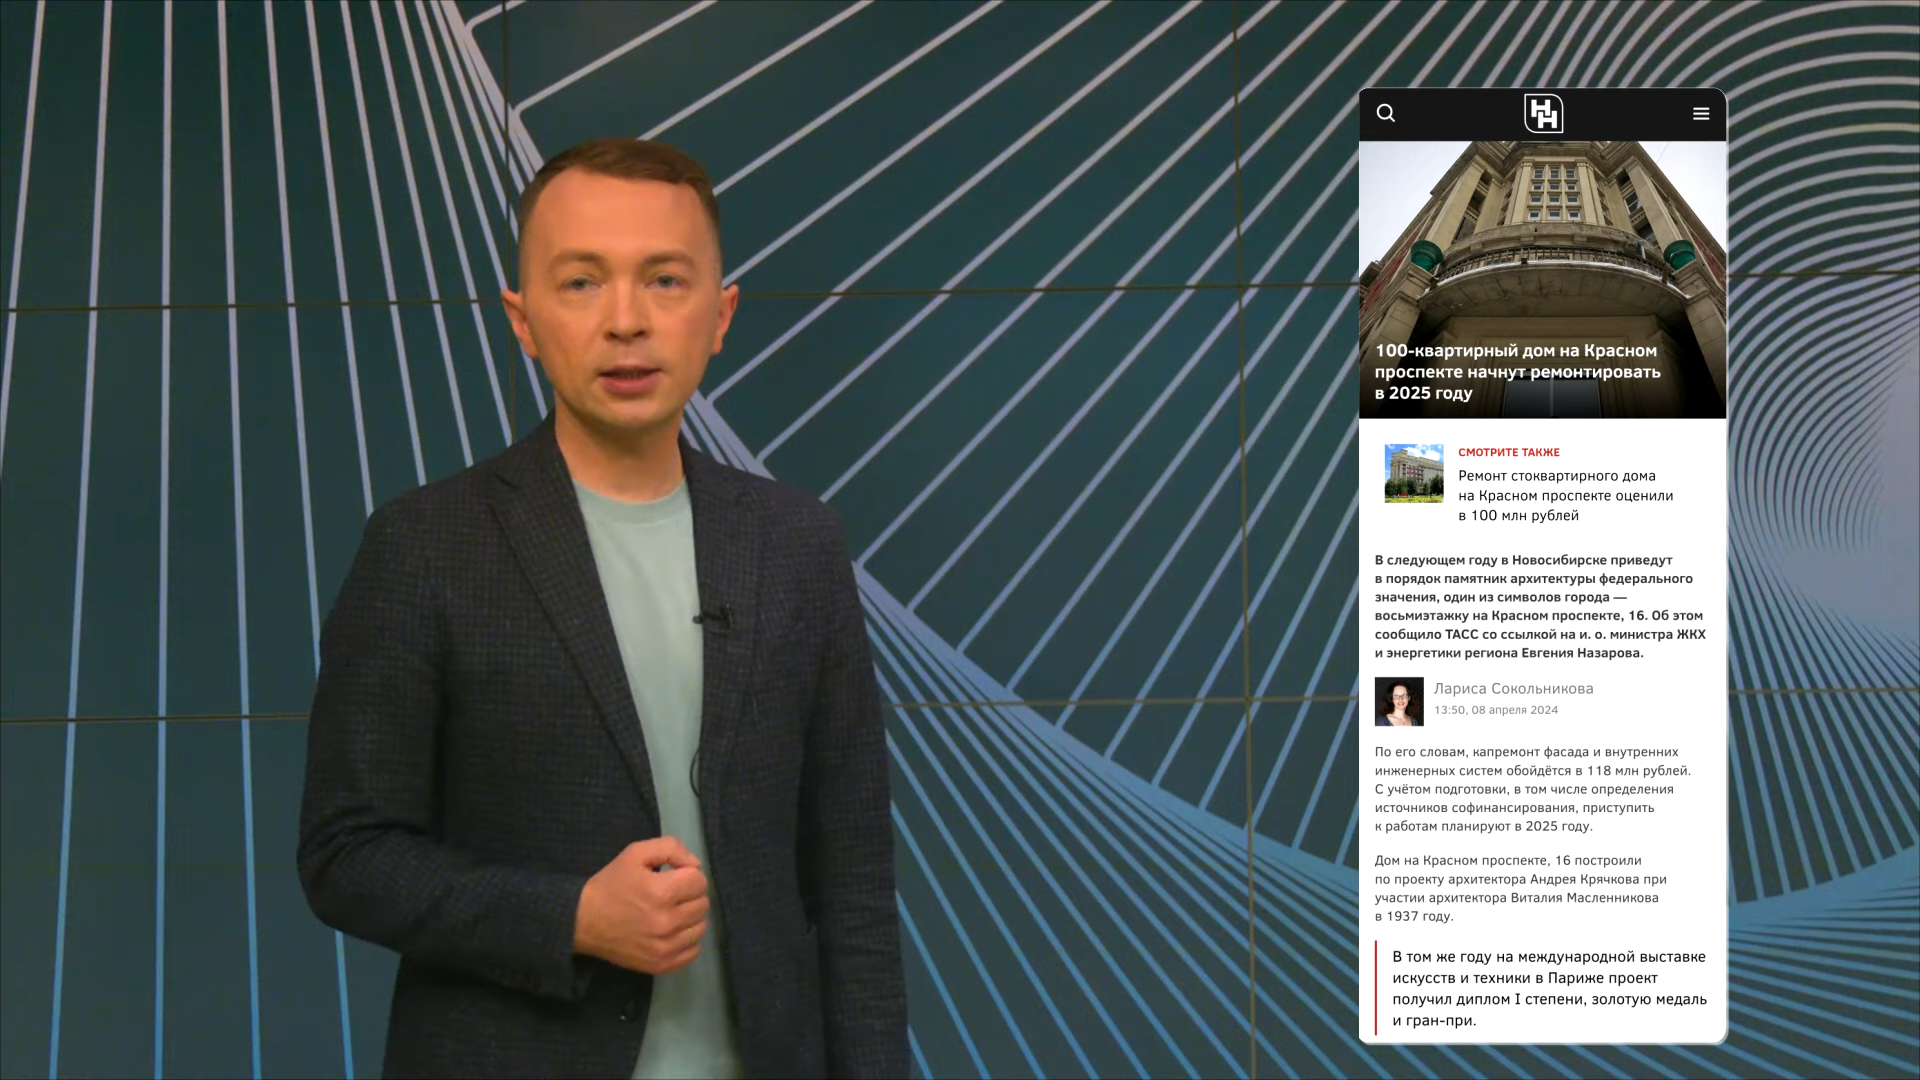 НН
100-квартирный дом на Красном
проспекте начнут ремонтировать
в 2025 году
СМОТРИТЕ ТАКЖЕ
Ремонт стоквартирного дома
на Красном проспекте оценили
в 100 млн рублей
В следующем году в Новосибирске приведут
в порядок памятник архитектуры федерального
значения, один из символов города —
восьмиэтажку на Красном проспекте, 16. Об этом
сообщило ТАСС со ссылкой на и. о. министра ЖКХ
и энергетики региона Евгения Назарова.
Лариса Сокольникова
13:50, 08 апреля 2024
По его словам, капремонт фасада и внутренних
инженерных систем обойдётся в 118 млн рублей.
С учётом подготовки, в том числе определения
источников софинансирования, приступить
к работам планируют в 2025 году.
Дом на Красном проспекте, 16 построили
по проекту архитектора Андрея Крячкова при
участии архитектора Виталия Масленникова
в 1937 году.
В том же году на международной выставке
искусств и техники в Париже проект
получил диплом I степени, золотую медаль
и гран-при.